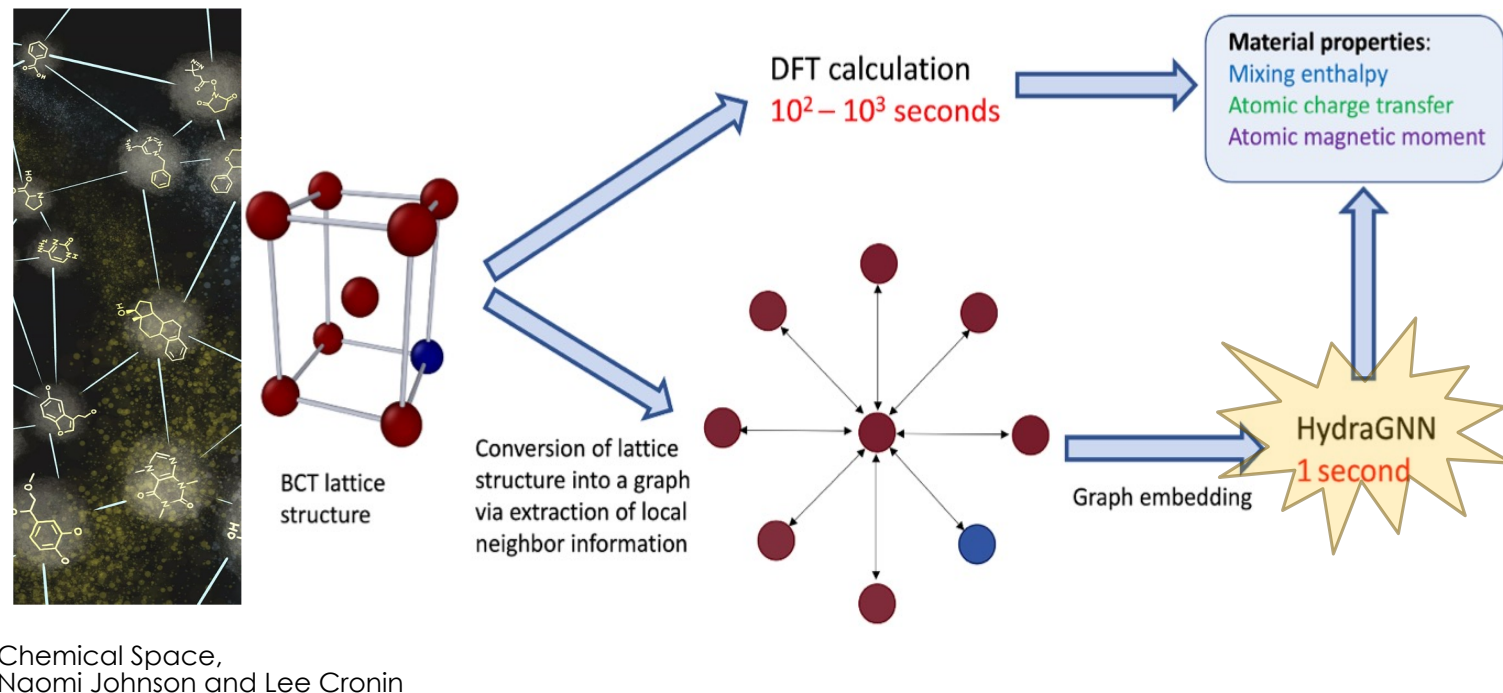 DFT calculation
10² – 10³ seconds
Material properties:
Mixing enthalpy
Atomic charge transfer
Atomic magnetic moment
BCT lattice
structure
Conversion of lattice
structure into a graph
via extraction of local
neighbor information
Graph embedding
HydraGNN
1 second
Chemical Space,
Naomi Johnson and Lee Cronin